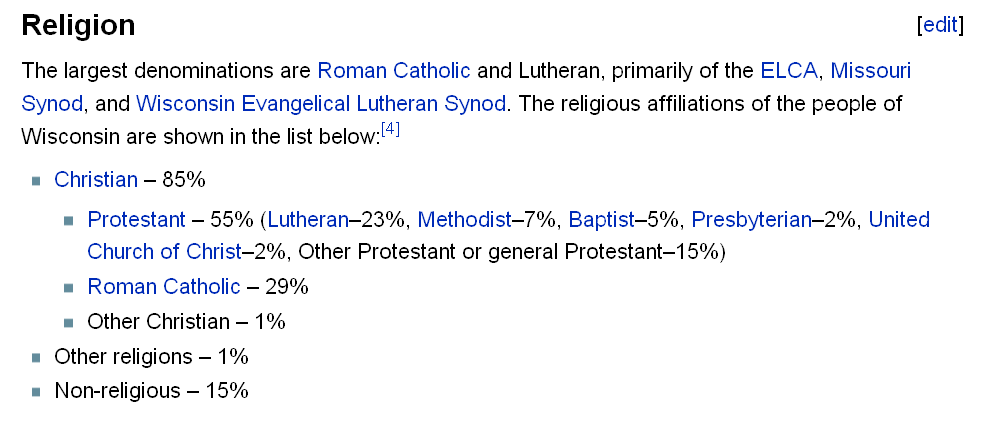 Religion [edit]
The largest denominations are Roman Catholic and Lutheran, primarily of the ELCA, Missouri
Synod, and Wisconsin Evangelical Lutheran Synod. The religious affiliations of the people of
Wisconsin are shown in the list below:[4]
Christian – 85%
Protestant – 55% (Lutheran–23%, Methodist–7%, Baptist–5%, Presbyterian–2%, United
Church of Christ–2%, Other Protestant or general Protestant–15%)
Roman Catholic – 29%
Other Christian – 1%
Other religions – 1%
Non-religious – 15%